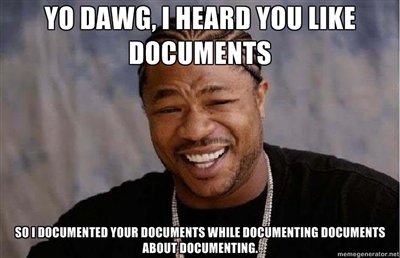 YO DAWG, I HEARD YOU LIKE
DOCUMENTS
SO I DOCUMENTED YOUR DOCUMENTS WHILE DOCUMENTING DOCUMENTS
ABOUT DOCUMENTING.
memegenerator.net